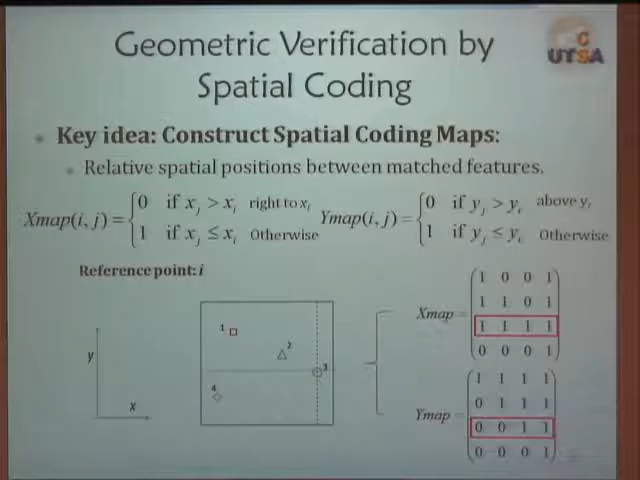 Geometric Verification by
Spatial Coding
C
UTSA
Key idea: Construct Spatial Coding Maps:
Relative spatial positions between matched features.
Xmap(i, j) = { 0 if x_j > x_i right to x_i
1 if x_j ≤ x_i Otherwise
Ymap(i, j) = { 0 if y_j > y_i above y_i
1 if y_j ≤ y_i Otherwise
Reference point: i
y
x
1
2
3
4
Xmap =
1 0 0 1
1 1 0 1
1 1 1 1
0 0 0 1
Ymap =
1 1 1 1
0 1 1 1
0 0 1 1
0 0 0 1